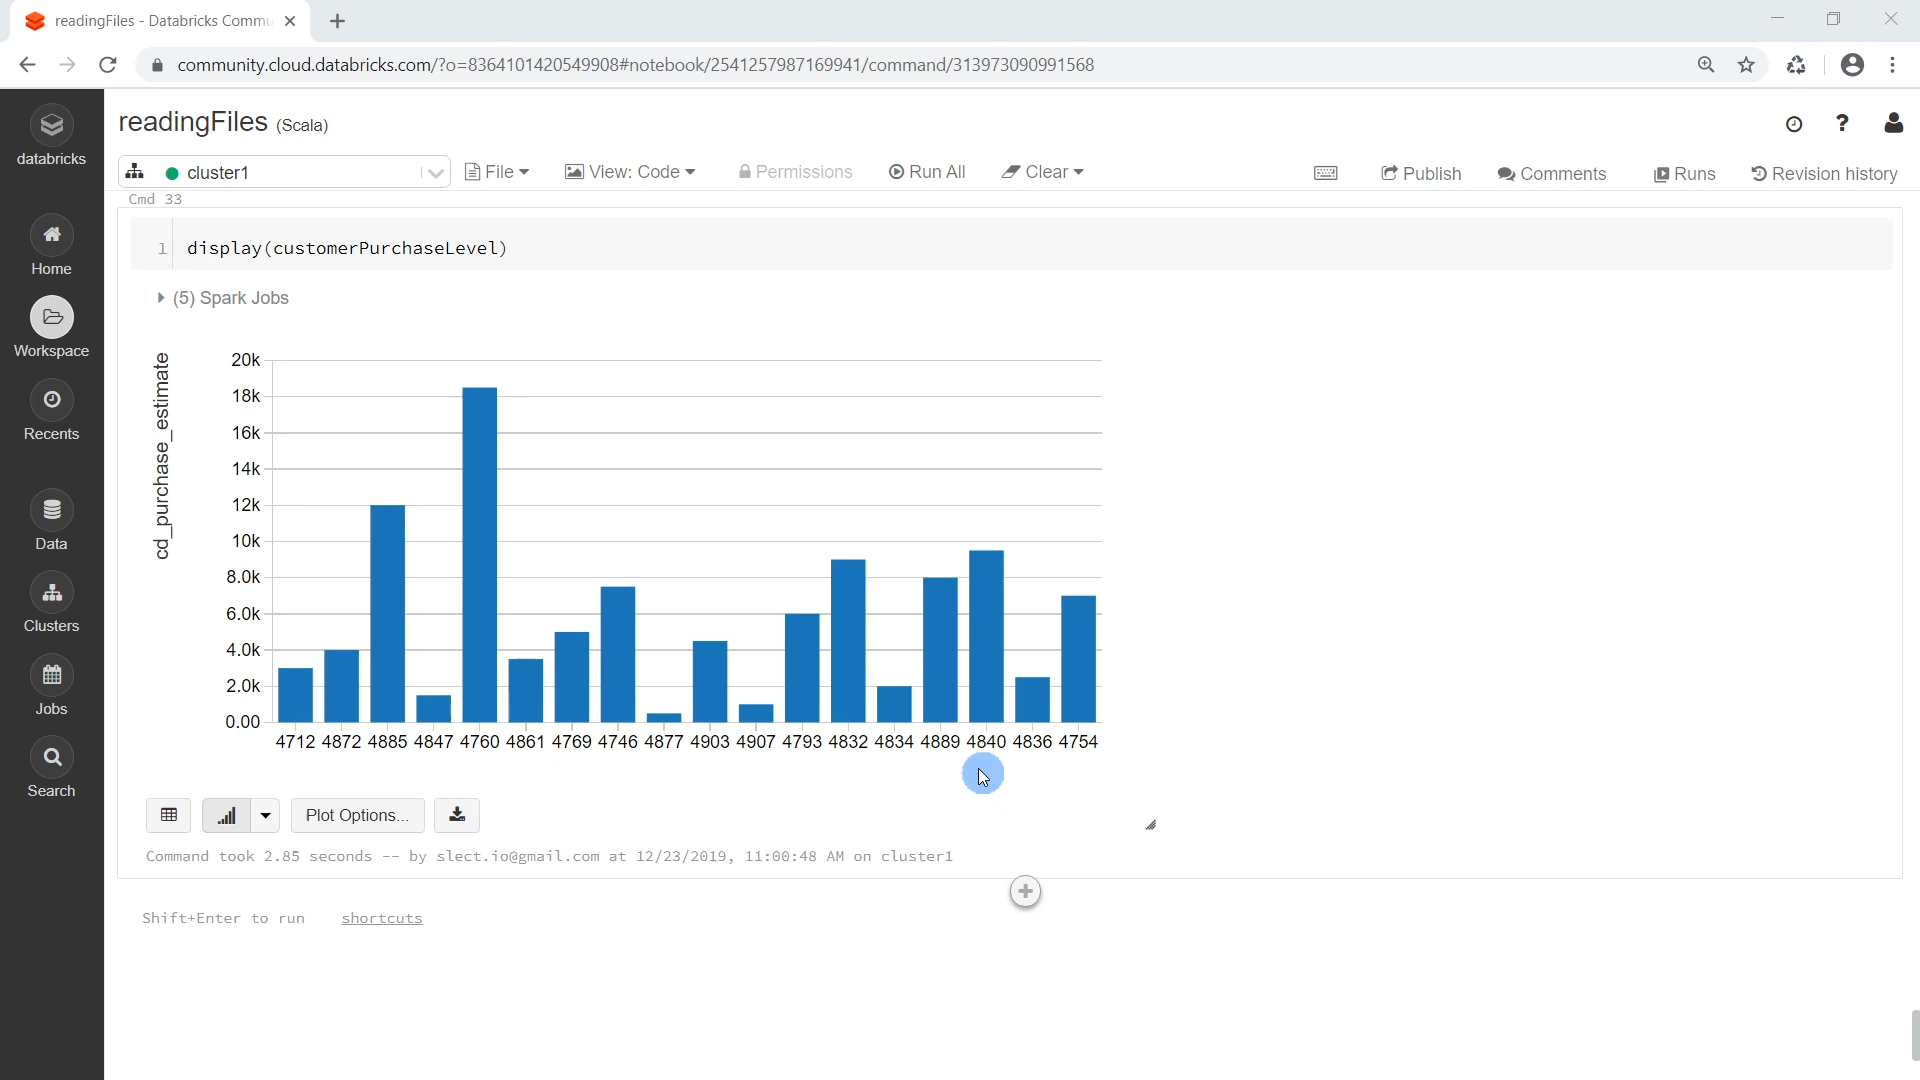 readingFiles - Databricks Commu
community.cloud.databricks.com/?o=8364101420549908#notebook/2541257987169941/command/313973090991568
databricks
Home
Workspace
Recents
Data
Clusters
Jobs
Search
readingFiles (Scala)
?
cluster1 File View: Code Permissions Run All Clear Publish Comments Runs Revision history
Cmd 33
1 display(customerPurchaseLevel)
(5) Spark Jobs
cd_purchase_estimate
20k
18k
16k
14k
12k
10k
8.0k
6.0k
4.0k
2.0k
0.00
4712 4872 4885 4847 4760 4861 4769 4746 4877 4903 4907 4793 4832 4834 4889 4840 4836 4754
Plot Options...
Command took 2.85 seconds -- by slect.io@gmail.com at 12/23/2019, 11:00:48 AM on cluster1
Shift+Enter to run shortcuts